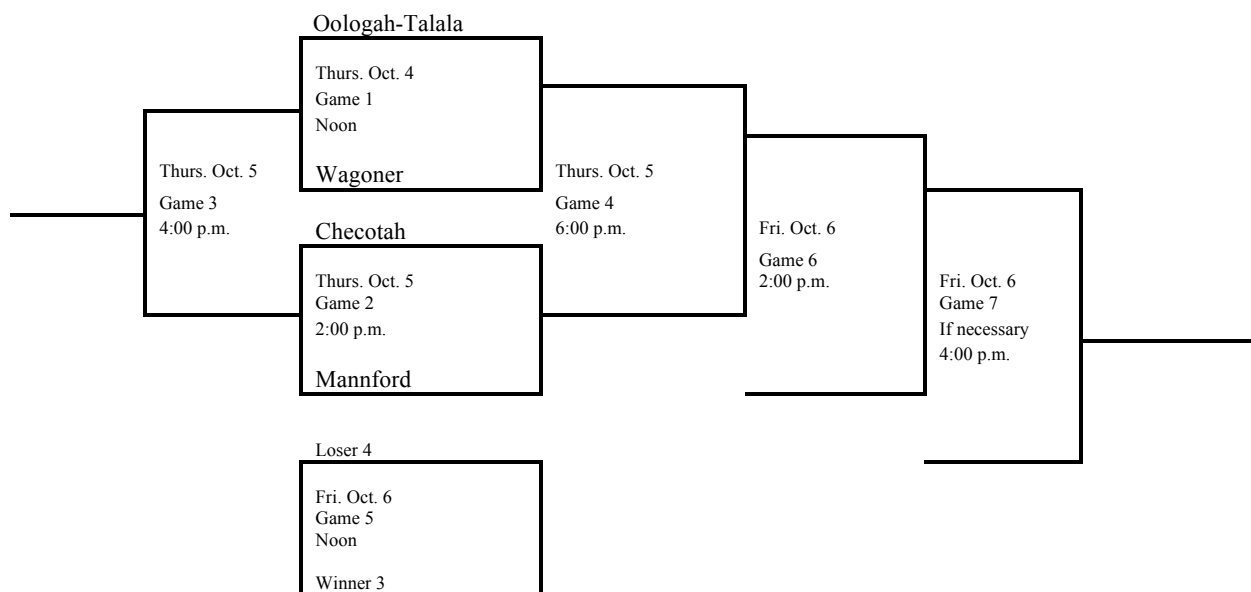 Oologah-Talala
Thurs. Oct. 4
Game 1
Noon
Wagoner
Thurs. Oct. 5
Game 3
4:00 p.m.
Thurs. Oct. 5
Game 4
6:00 p.m.
Checotah
Thurs. Oct. 5
Game 2
2:00 p.m.
Mannford
Fri. Oct. 6
Game 6
2:00 p.m.
Fri. Oct. 6
Game 7
If necessary
4:00 p.m.
Loser 4
Fri. Oct. 6
Game 5
Noon
Winner 3